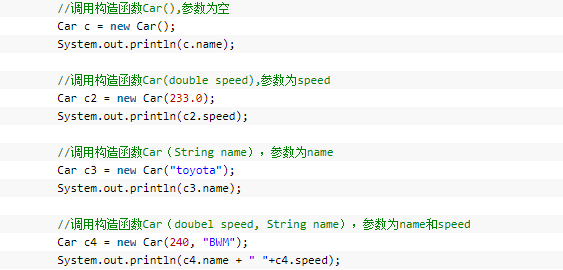 //调用构造函数Car(),参数为空
Car c = new Car();
System.out.println(c.name);
//调用构造函数Car(double speed),参数为speed
Car c2 = new Car(233.0);
System.out.println(c2.speed);
//调用构造函数Car（String name），参数为name
Car c3 = new Car("toyota");
System.out.println(c3.name);
//调用构造函数Car（doubel speed, String name），参数为name和speed
Car c4 = new Car(240, "BWM");
System.out.println(c4.name + " "+c4.speed);